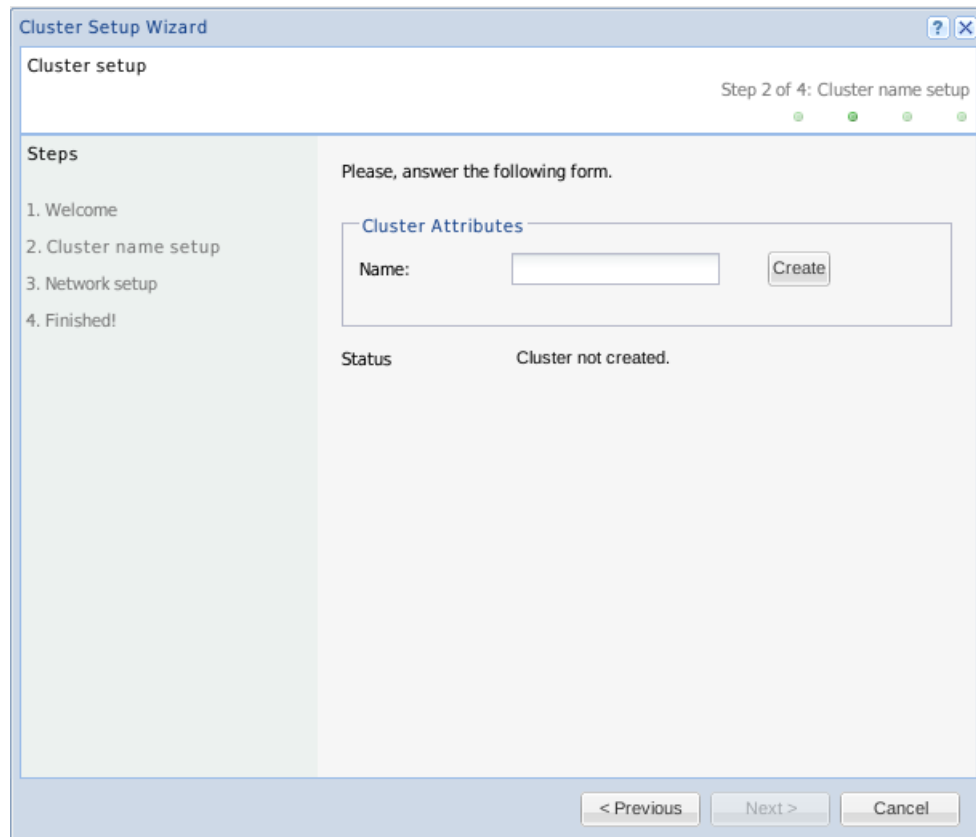 Cluster Setup Wizard
?
Cluster setup
Step 2 of 4: Cluster name setup
Steps
1. Welcome
2. Cluster name setup
3. Network setup
4. Finished!
Please, answer the following form.
Cluster Attributes
Name: Create
Status Cluster not created.
< Previous Next > Cancel